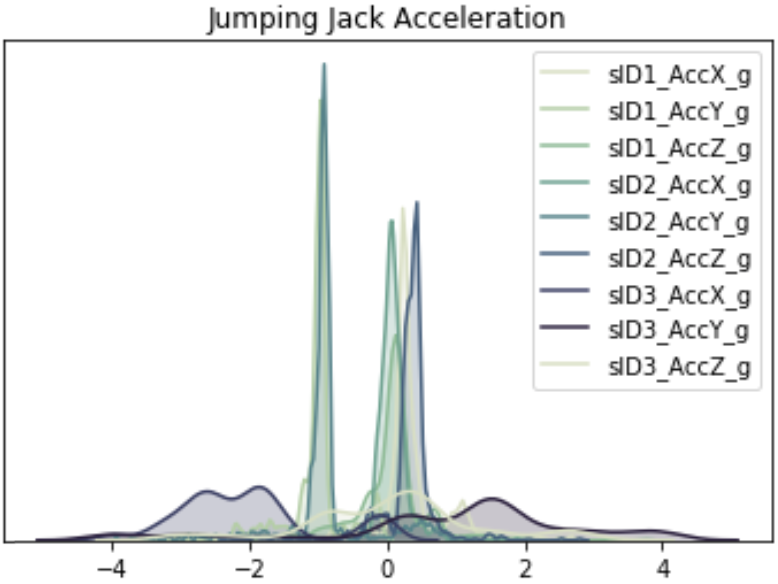 Jumping Jack Acceleration
sID1_AccX_g
sID1_AccY_g
sID1_AccZ_g
sID2_AccX_g
sID2_AccY_g
sID2_AccZ_g
sID3_AccX_g
sID3_AccY_g
sID3_AccZ_g
−4 −2 0 2 4